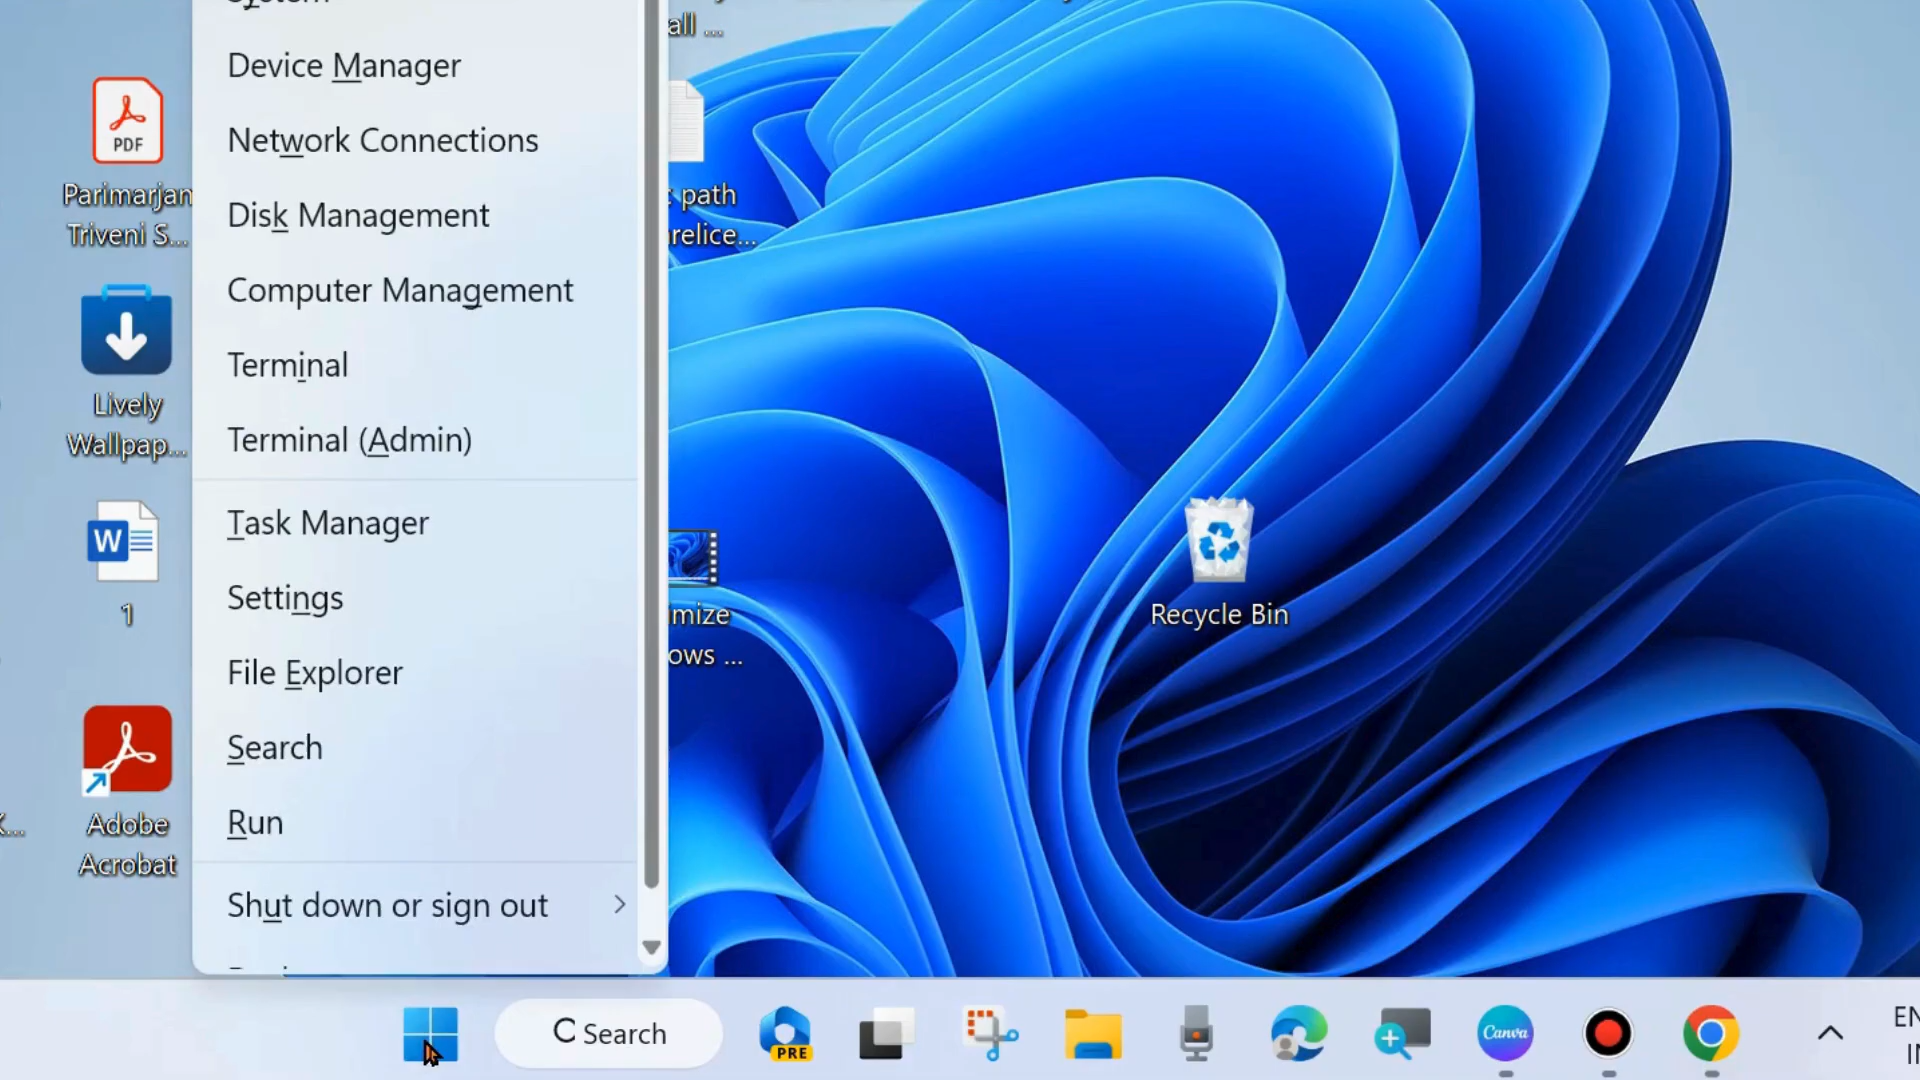 System
Device Manager
Network Connections
Disk Management
Computer Management
Terminal
Terminal (Admin)
Task Manager
Settings
File Explorer
Search
Run
Shut down or sign out
PDF
Parimarjan
Triveni S...
Lively
Wallpap...
W
1
Adobe
Acrobat
all ...
path
relice...
mize
ows ...
Recycle Bin
Search
PRE
Canva